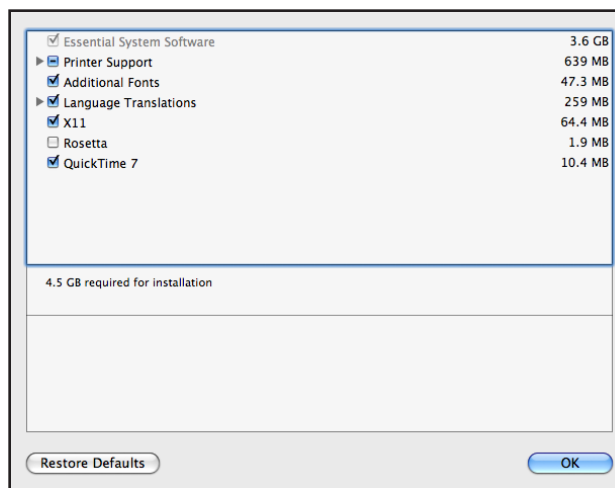 Essential System Software 3.6 GB
Printer Support 639 MB
Additional Fonts 47.3 MB
Language Translations 259 MB
X11 64.4 MB
Rosetta 1.9 MB
QuickTime 7 10.4 MB
4.5 GB required for installation
Restore Defaults OK